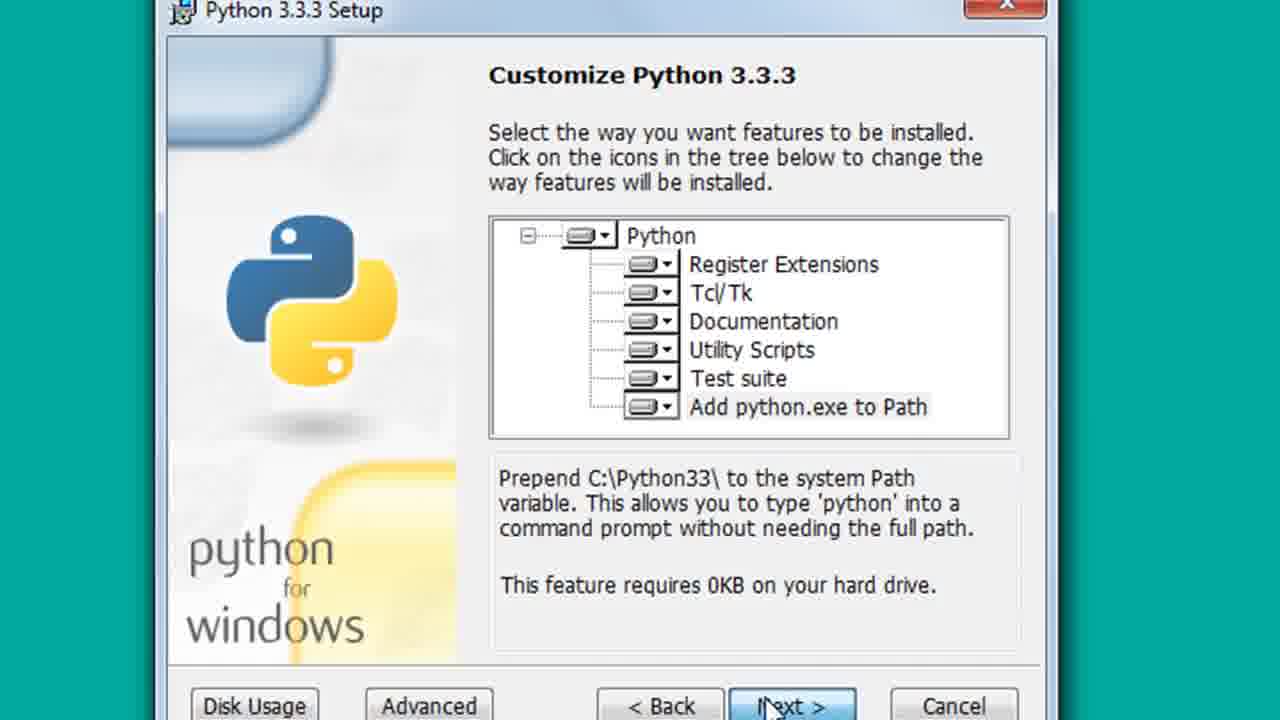 Python 3.3.3 Setup
Customize Python 3.3.3
Select the way you want features to be installed.
Click on the icons in the tree below to change the
way features will be installed.
Python
Register Extensions
Tcl/Tk
Documentation
Utility Scripts
Test suite
Add python.exe to Path
Prepend C:\Python33\ to the system Path
variable. This allows you to type 'python' into a
command prompt without needing the full path.
This feature requires 0KB on your hard drive.
python
for
windows
Disk Usage
Advanced
< Back
Next >
Cancel